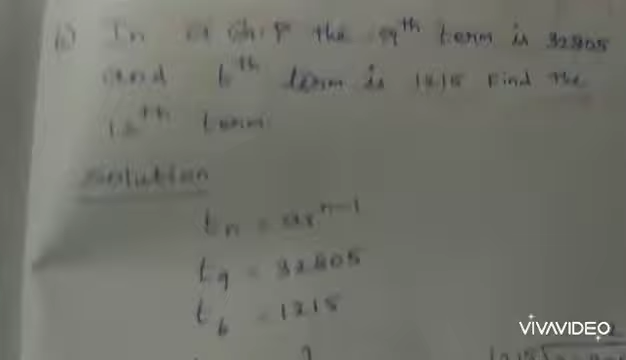 6) In a G.P the 9th term is 32805
and 6th term is 1215 Find the
12th term.
Solution
tn = ar^n-1
t9 = 32805
t6 = 1215
VIVAVIDEO